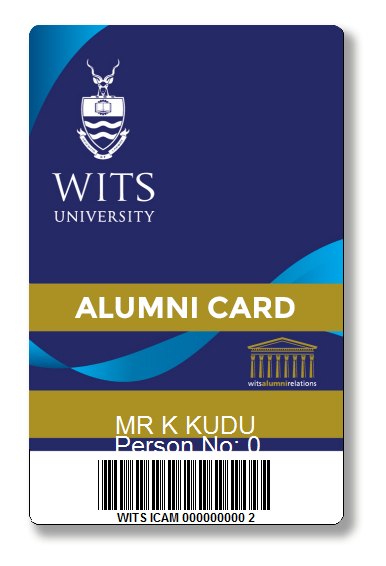 WITS
UNIVERSITY
ALUMNI CARD
witsalumnirelations
MR K KUDU
Person No: 0
WITS ICAM 000000000 2